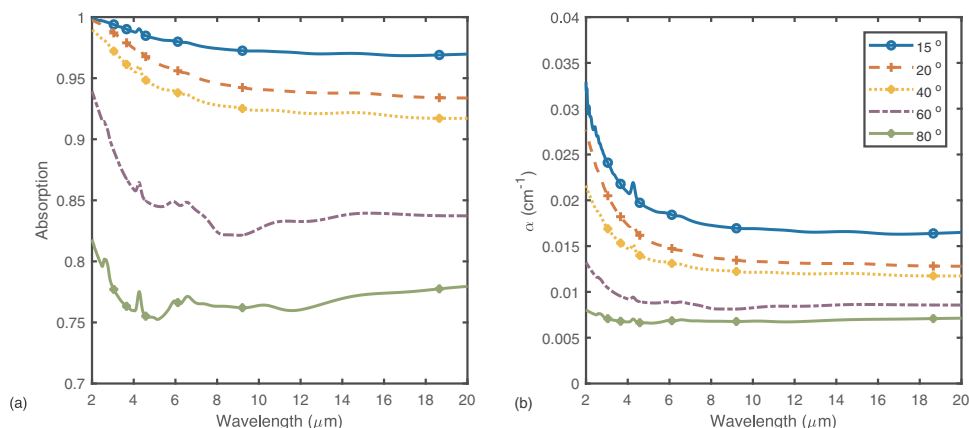 1
0.95
0.9
0.85
0.8
0.75
0.7
Absorption
2 4 6 8 10 12 14 16 18 20
Wavelength (μm)
(a)
0.04
0.035
0.03
0.025
0.02
0.015
0.01
0.005
0
α (cm⁻¹)
15 º
20 º
40 º
60 º
80 º
2 4 6 8 10 12 14 16 18 20
Wavelength (μm)
(b)